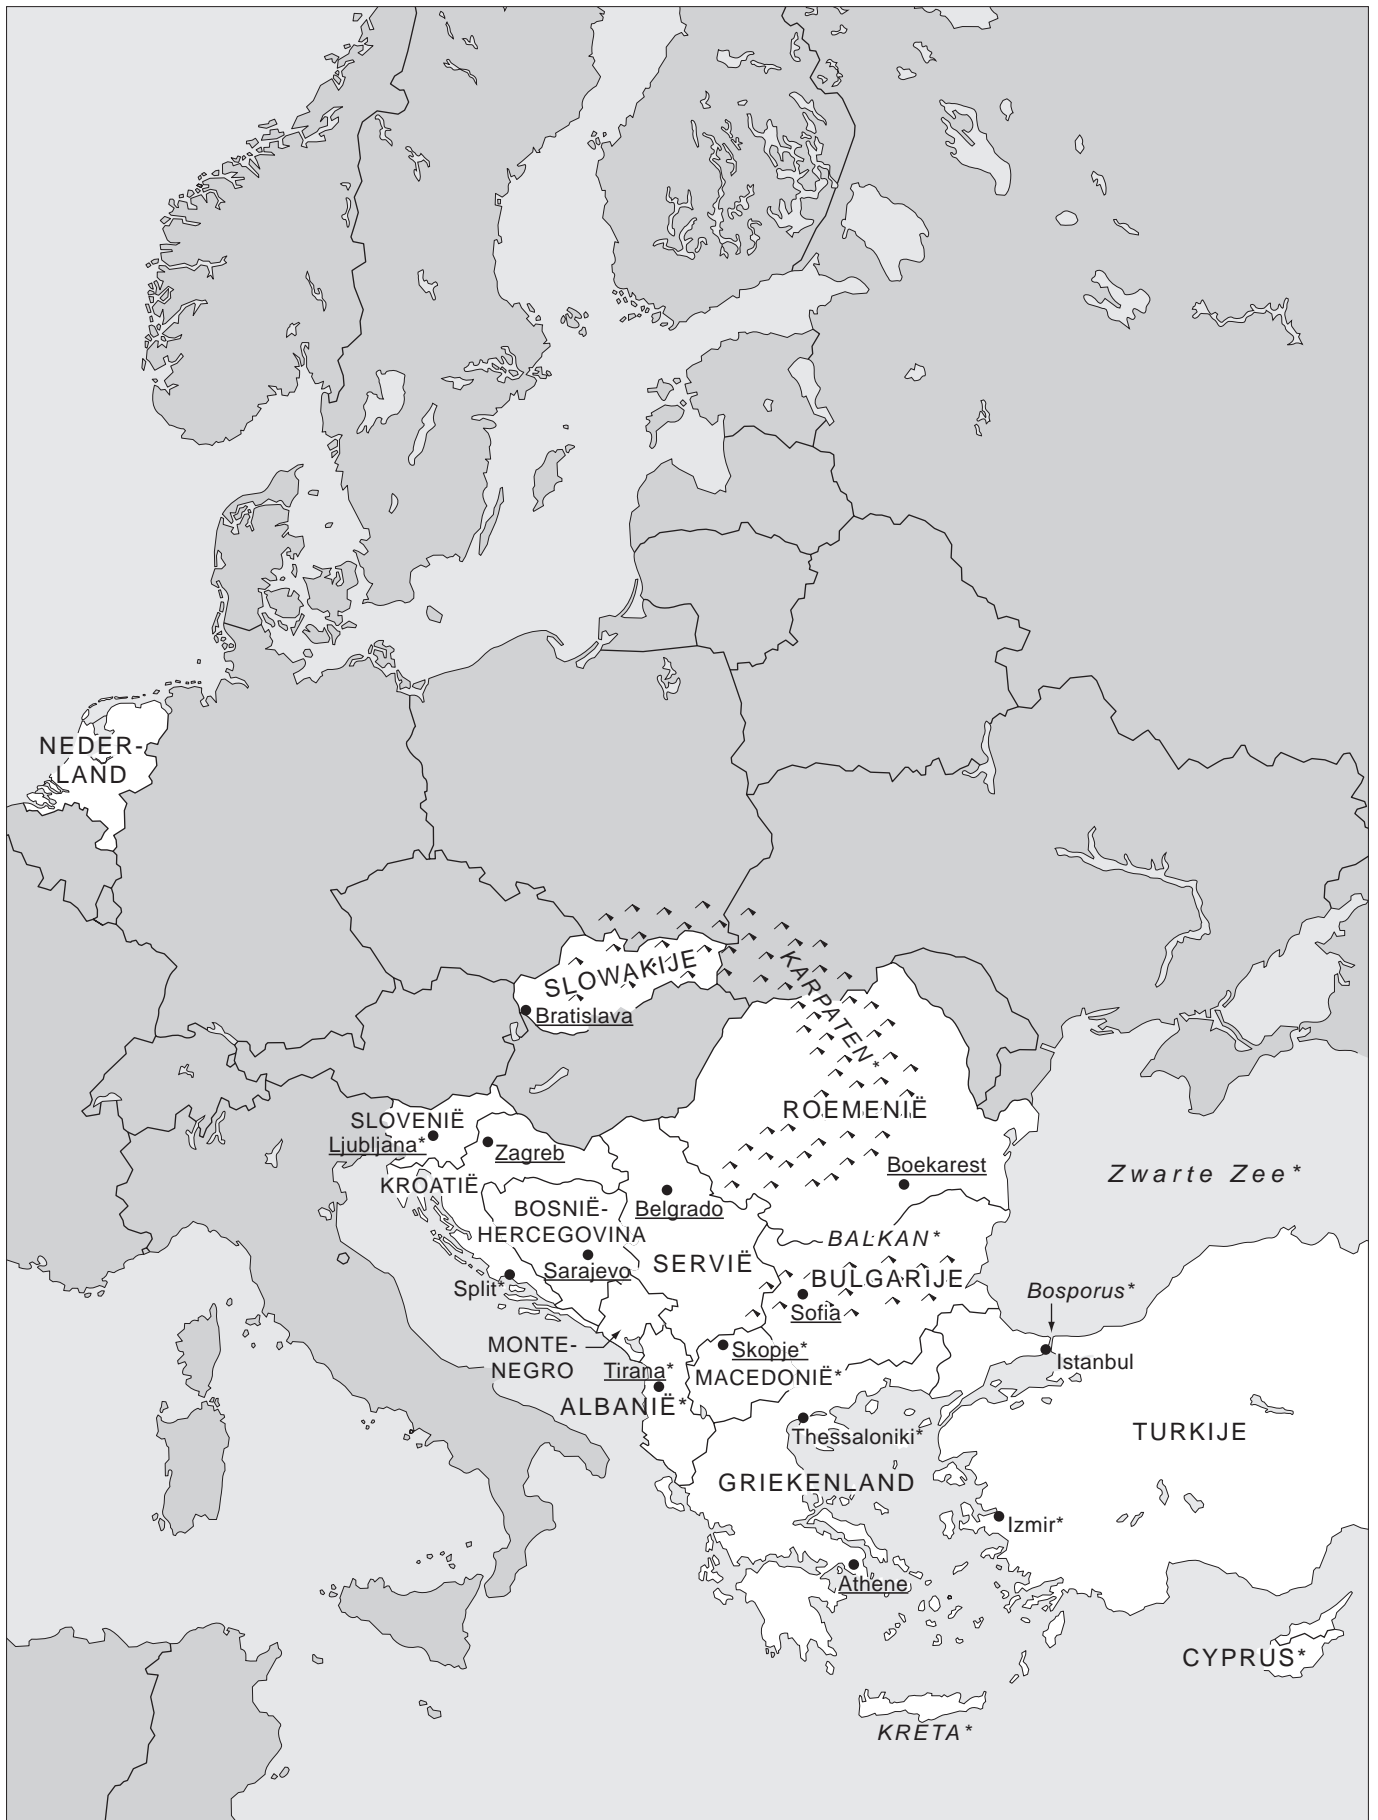 NEDER-
LAND
KARPATEN*
SLOWAKIJE
Bratislava
ROEMENIË
SLOVENIË
Ljubljana*
Zagreb
Boekarest
Zwarte Zee*
KROATIË
Belgrado
BOSNIË-
HERCEGOVINA
BALKAN*
SERVIË
Sarajevo
BULGARIJE
Split*
Bosporus*
Sofia
MONTE-
NEGRO
Skopje*
Istanbul
Tirana*
MACEDONIË*
ALBANIË*
TURKIJE
Thessaloniki*
GRIEKENLAND
Izmir*
Athene
CYPRUS*
KRETA*